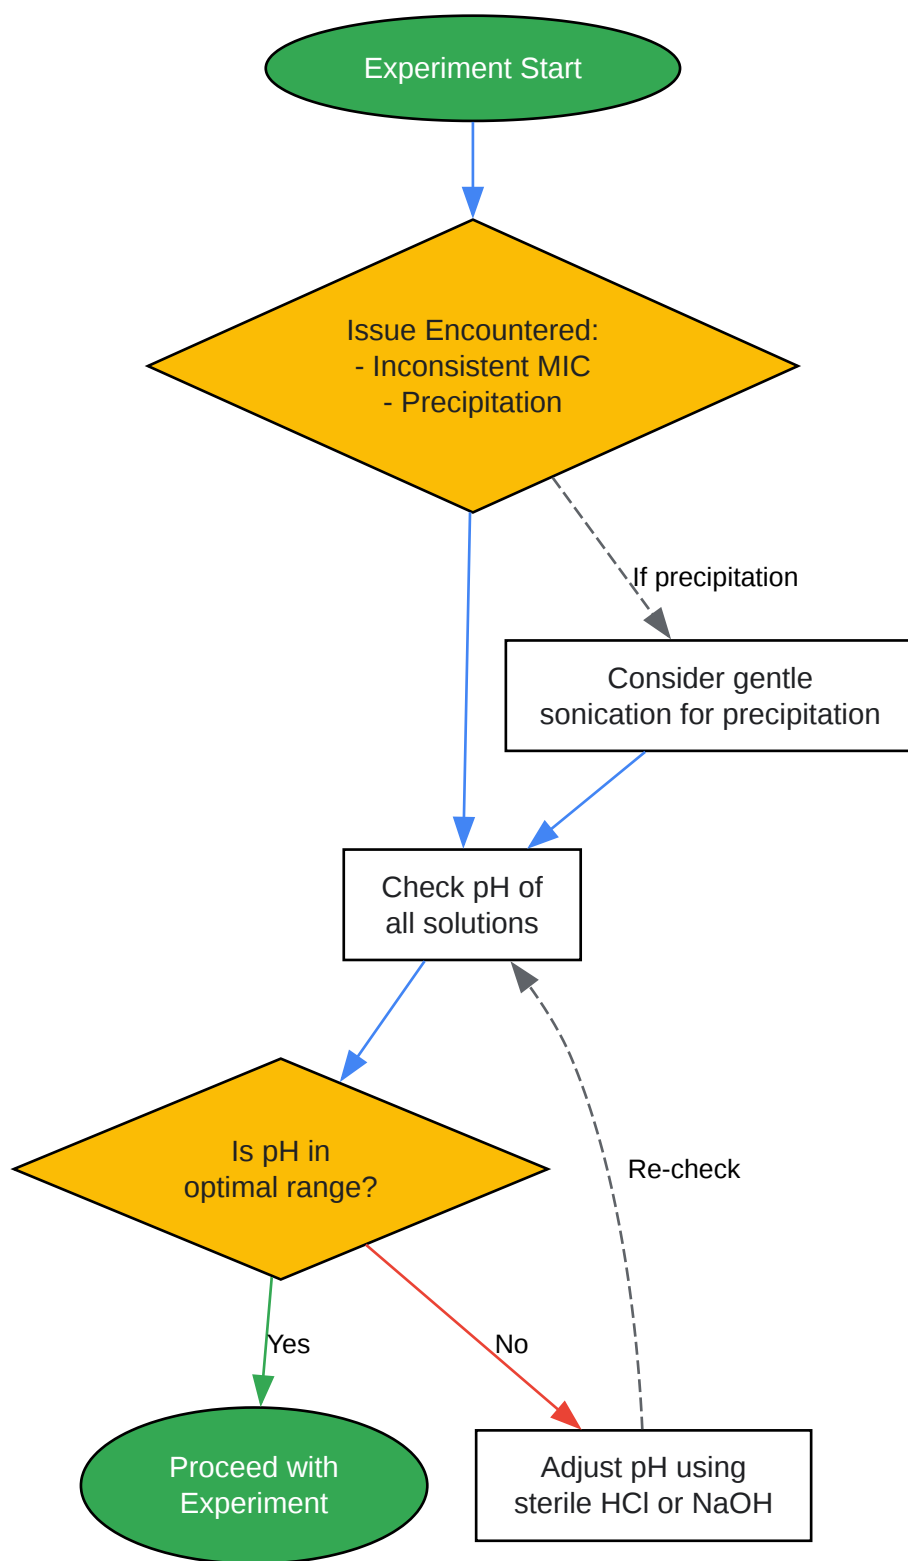 Experiment Start
Issue Encountered:
- Inconsistent MIC
- Precipitation
If precipitation
Consider gentle
sonication for precipitation
Check pH of
all solutions
Is pH in
optimal range?
Re-check
Yes
No
Proceed with
Experiment
Adjust pH using
sterile HCl or NaOH